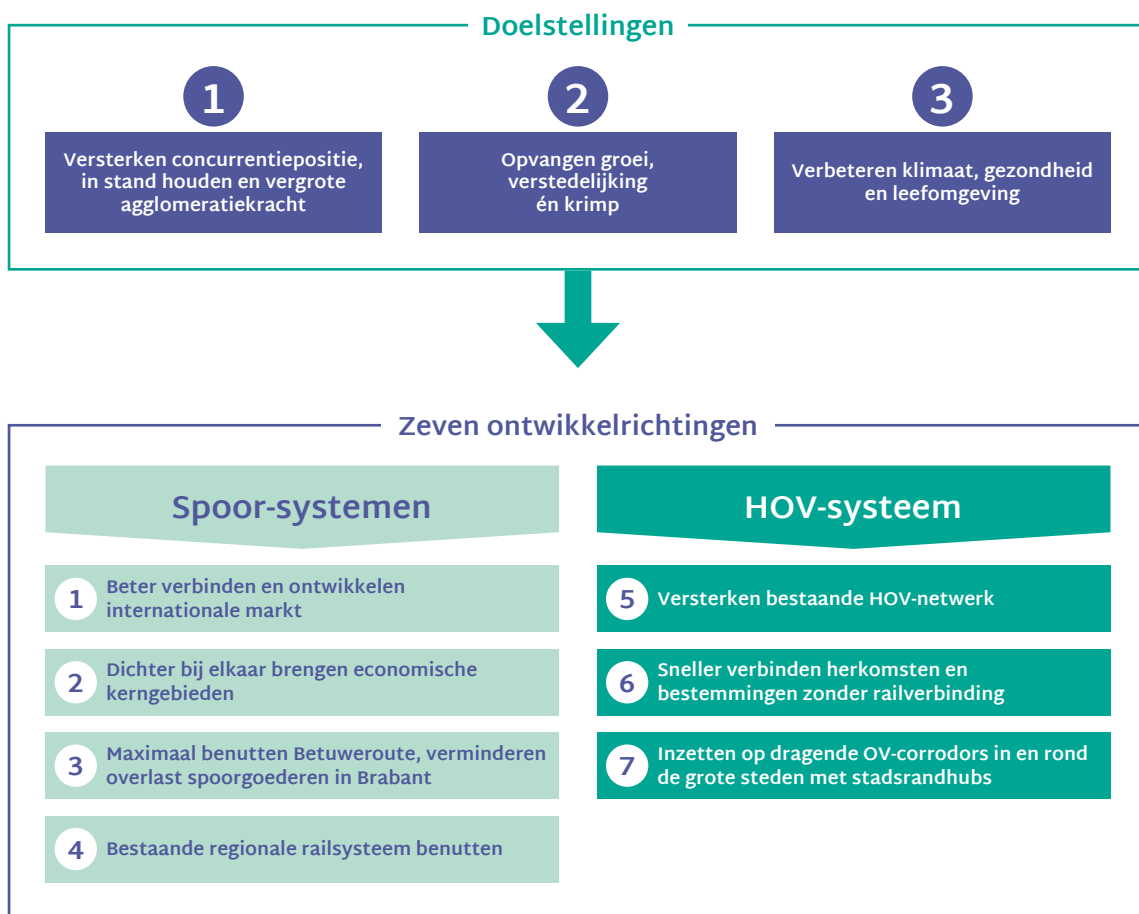 Doelstellingen
1
Versterken concurrentiepositie,
in stand houden en vergrote
agglomeratiekracht
2
Opvangen groei,
verstedelijking
én krimp
3
Verbeteren klimaat, gezondheid
en leefomgeving
Zeven ontwikkelrichtingen
Spoor-systemen
1
Beter verbinden en ontwikkelen
internationale markt
2
Dichter bij elkaar brengen economische
kerngebieden
3
Maximaal benutten Betuweroute, verminderen
overlast spoorgoederen in Brabant
4
Bestaande regionale railsysteem benutten
HOV-systeem
5
Versterken bestaande HOV-netwerk
6
Sneller verbinden herkomsten en
bestemmingen zonder railverbinding
7
Inzetten op dragende OV-corrodors in en rond
de grote steden met stadsrandhubs